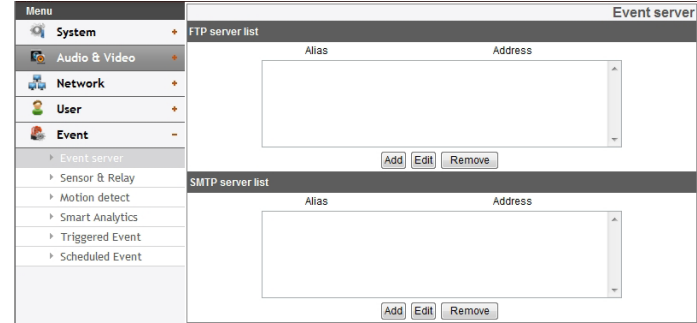 Menu
Event server
System +
FTP server list
Alias Address
Audio & Video +
Network +
User +
Event -
Event server
Add Edit Remove
Sensor & Relay
SMTP server list
Motion detect
Alias Address
Smart Analytics
Triggered Event
Scheduled Event
Add Edit Remove